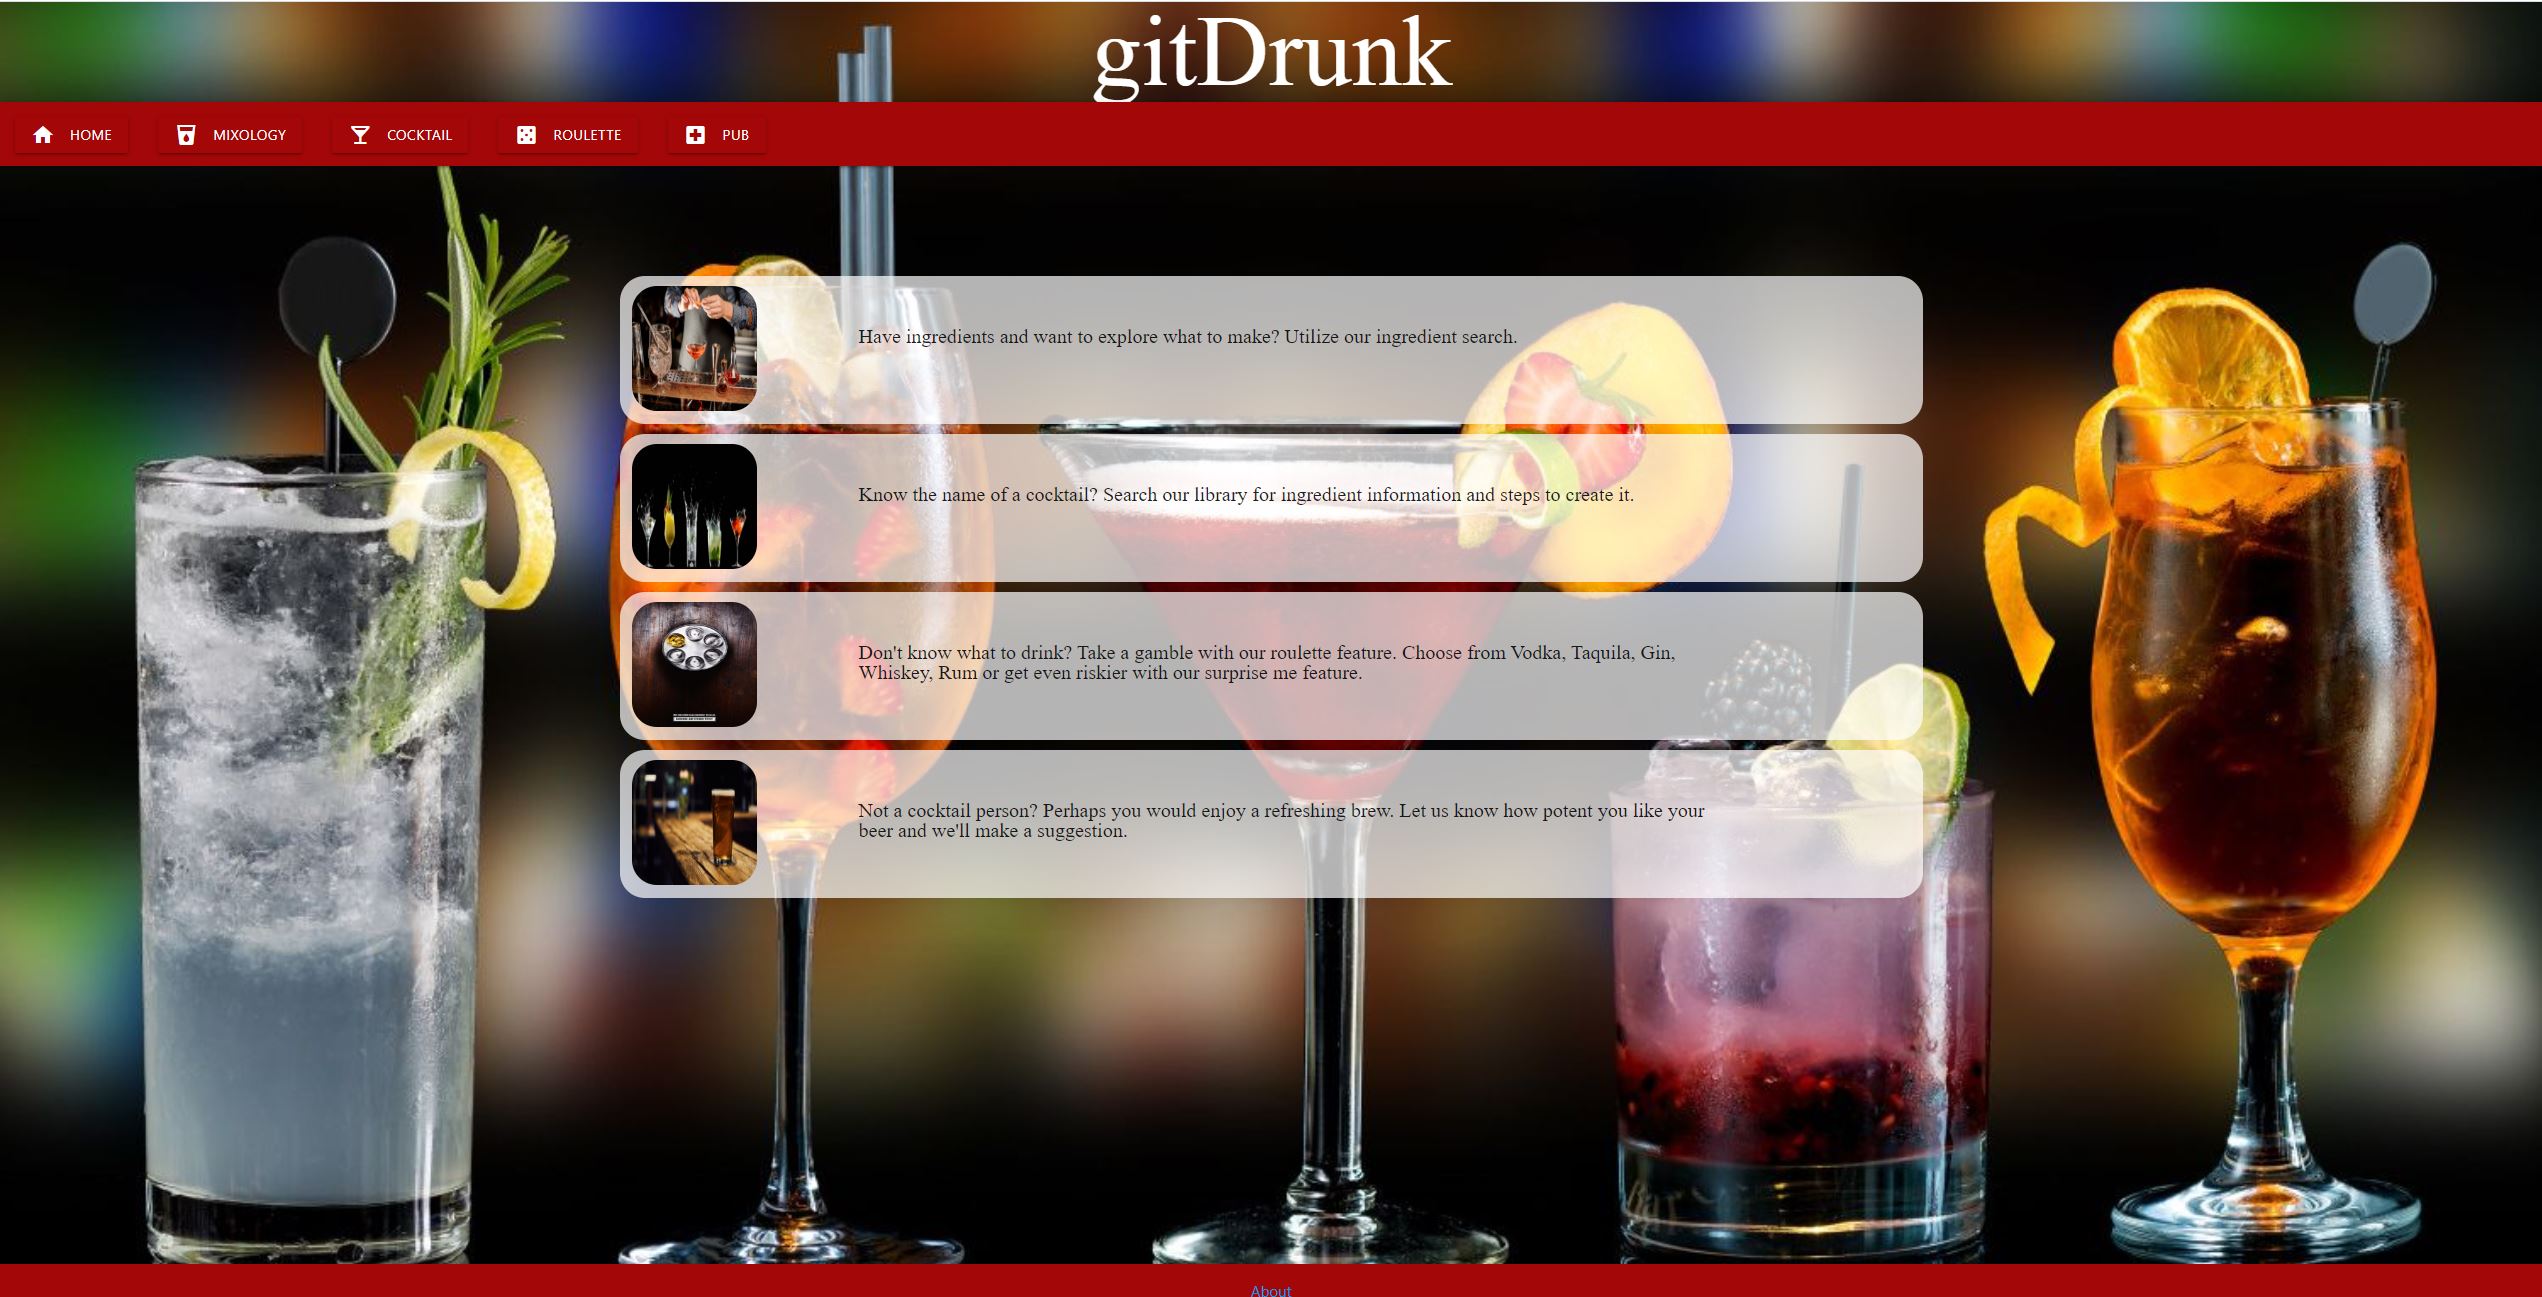 gitDrunk
HOME MIXOLOGY COCKTAIL ROULETTE PUB
Have ingredients and want to explore what to make? Utilize our ingredient search.
Know the name of a cocktail? Search our library for ingredient information and steps to create it.
Don't know what to drink? Take a gamble with our roulette feature. Choose from Vodka, Taquila, Gin,
Whiskey, Rum or get even riskier with our surprise me feature.
Not a cocktail person? Perhaps you would enjoy a refreshing brew. Let us know how potent you like your
beer and we'll make a suggestion.
About